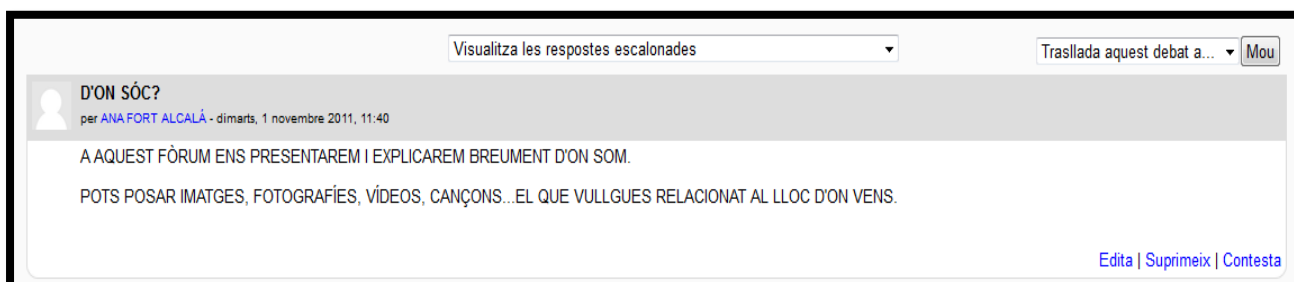 Visualitza les respostes escalonades
Trasllada aquest debat a... Mou
D'ON SÓC?
per ANA FORT ALCALÁ - dimarts, 1 novembre 2011, 11:40
A AQUEST FÒRUM ENS PRESENTAREM I EXPLICAREM BREUMENT D'ON SOM.
POTS POSAR IMATGES, FOTOGRAFÍES, VÍDEOS, CANÇONS...EL QUE VULLGUES RELACIONAT AL LLOC D'ON VENS.
Edita | Suprimeix | Contesta